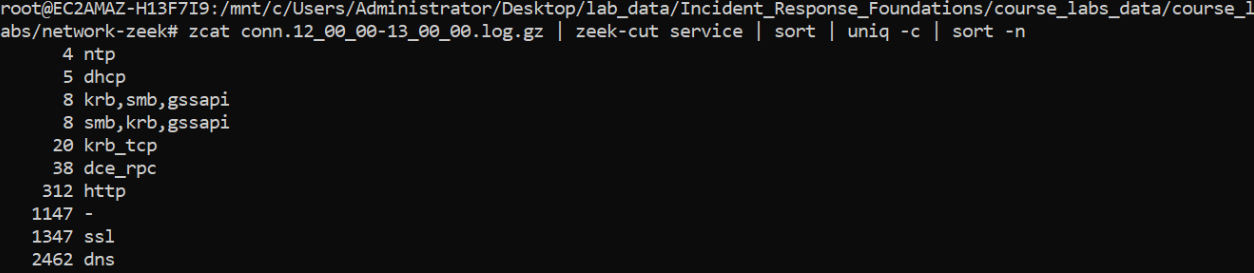 root@EC2AMAZ-H13F7I9:/mnt/c/Users/Administrator/Desktop/lab_data/Incident_Response_Foundations/course_labs_data/course_l
abs/network-zeek# zcat conn.12_00_00-13_00_00.log.gz | zeek-cut service | sort | uniq -c | sort -n
4 ntp
5 dhcp
8 krb,smb,gssapi
8 smb,krb,gssapi
20 krb_tcp
38 dce_rpc
312 http
1147 -
1347 ssl
2462 dns